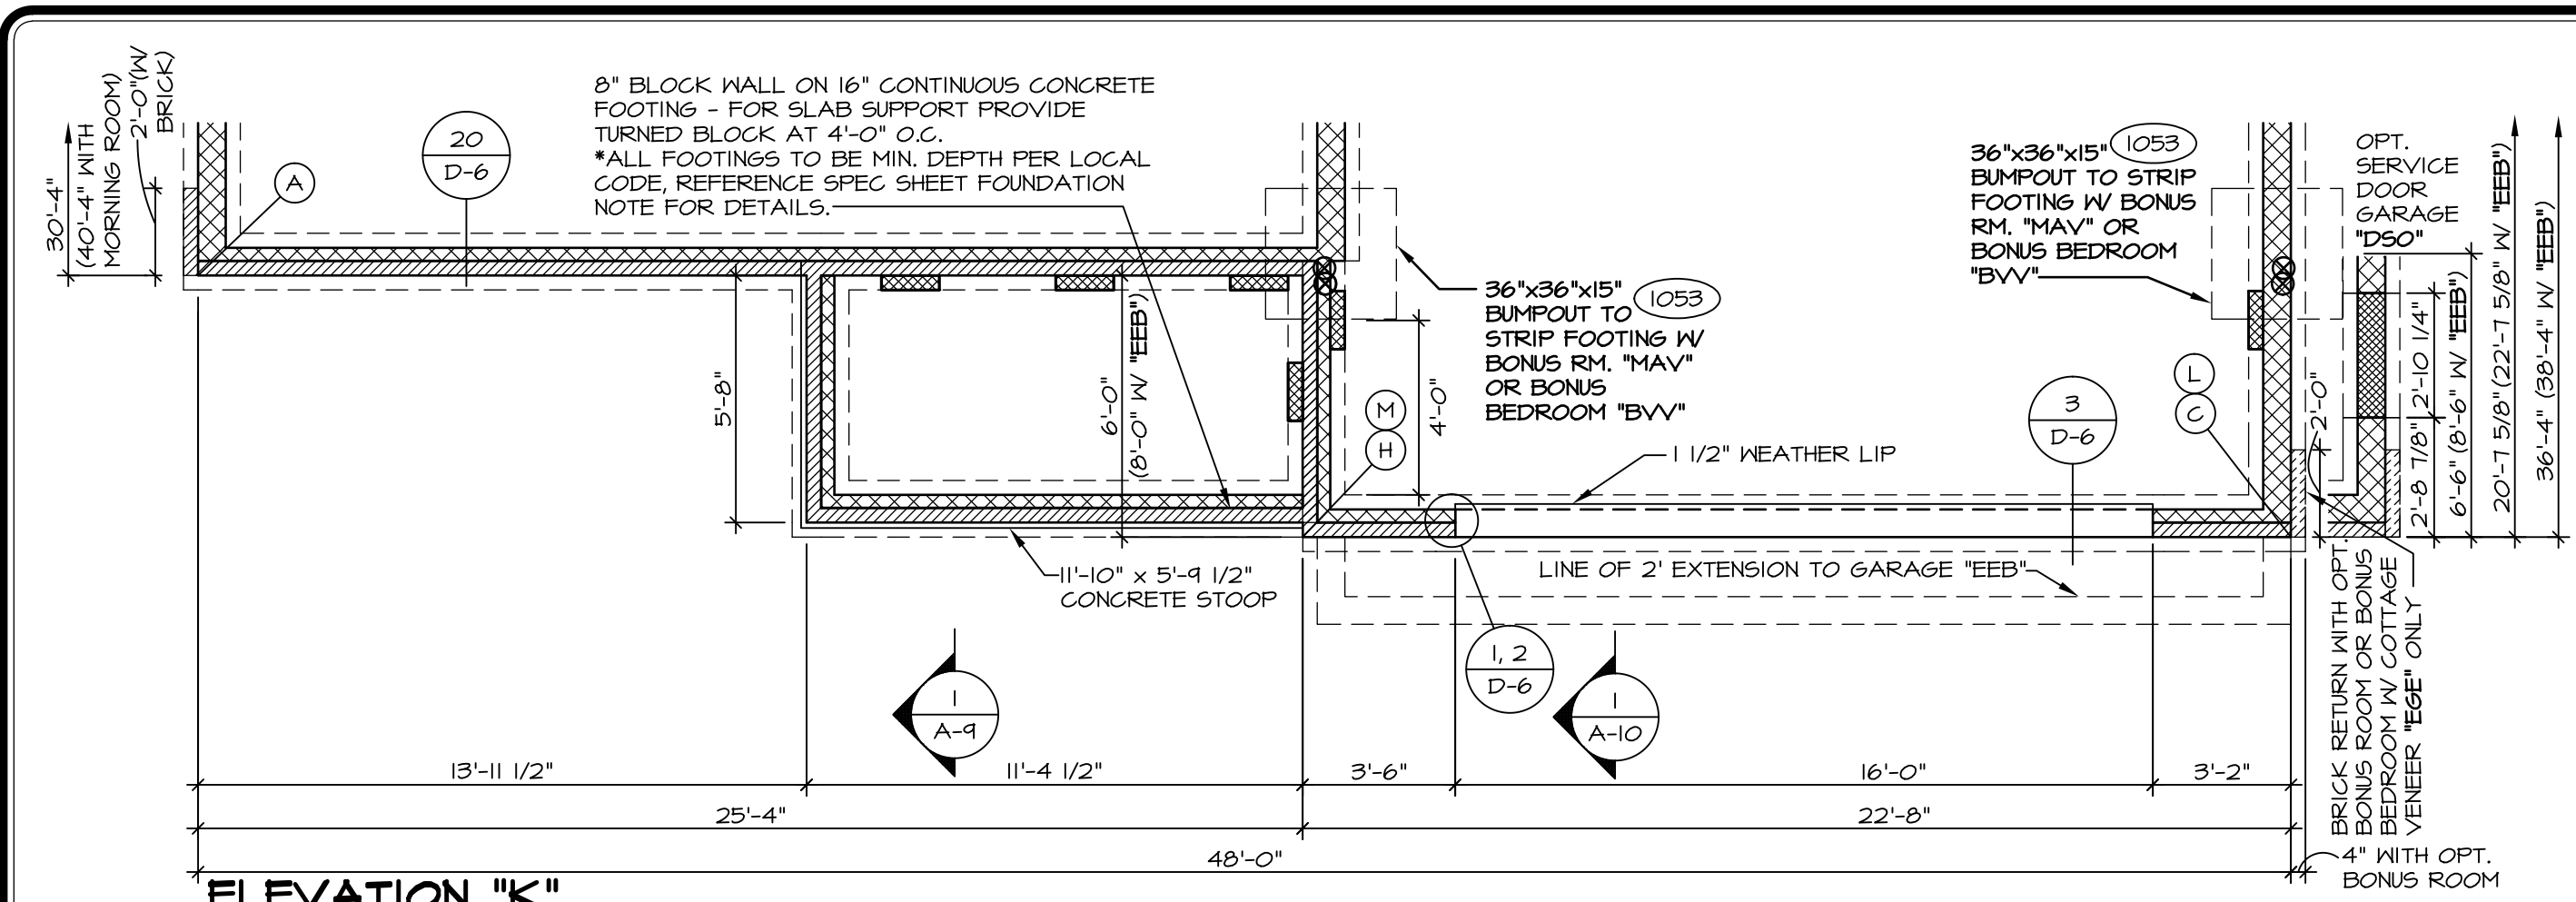 30'-4"
(40'-4" WITH
MORNING ROOM)
2'-0"(W/
BRICK)
A
20
D-6
8" BLOCK WALL ON 16" CONTINUOUS CONCRETE
FOOTING - FOR SLAB SUPPORT PROVIDE
TURNED BLOCK AT 4'-0" O.C.
*ALL FOOTINGS TO BE MIN. DEPTH PER LOCAL
CODE, REFERENCE SPEC SHEET FOUNDATION
NOTE FOR DETAILS.
36"x36"x15" 1053
BUMPOUT TO STRIP
FOOTING W/ BONUS
RM. "MAV" OR
BONUS BEDROOM
"BVV"
OPT.
SERVICE
DOOR
GARAGE
"DSO"
36"x36"x15" 1053
BUMPOUT TO
STRIP FOOTING W/
BONUS RM. "MAV"
OR BONUS
BEDROOM "BVV"
5'-8"
6'-0"
(8'-0" W/ "EEB")
M
H
4'-0"
3
D-6
L
C
2'-0"
2'-10 1/4"
2'-8 7/8"
6'-6" (8'-6" W/ "EEB")
20'-7 5/8"(22'-7 5/8" W/ "EEB")
36'-4" (38'-4" W/ "EEB")
1 1/2" WEATHER LIP
11'-10" x 5'-9 1/2"
CONCRETE STOOP
LINE OF 2' EXTENSION TO GARAGE "EEB"
1, 2
D-6
1
A-9
1
A-10
BRICK RETURN WITH OPT.
BONUS ROOM OR BONUS
BEDROOM W/ COTTAGE
VENEER "EGE" ONLY
13'-11 1/2"
11'-4 1/2"
3'-6"
16'-0"
3'-2"
25'-4"
22'-8"
48'-0"
4" WITH OPT.
BONUS ROOM
ELEVATION "K"